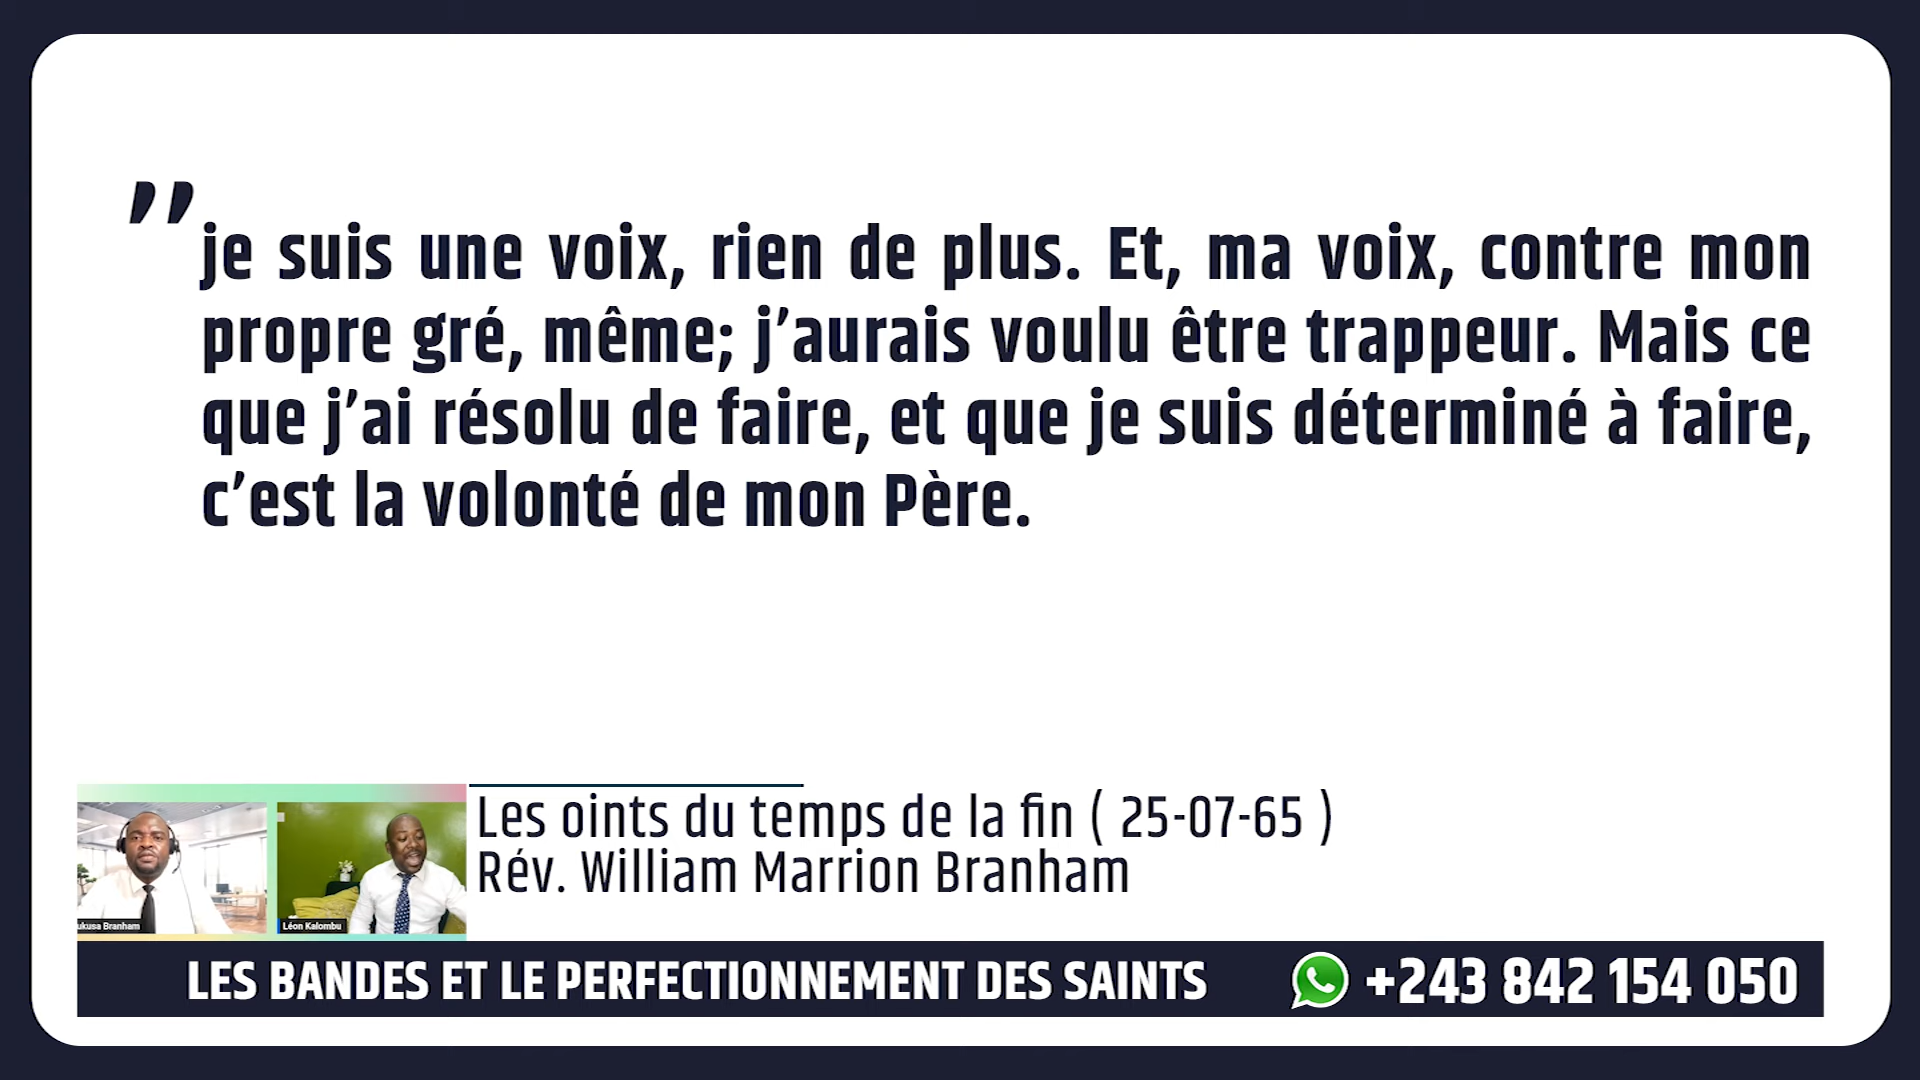 ” je suis une voix, rien de plus. Et, ma voix, contre mon
propre gré, même; j’aurais voulu être trappeur. Mais ce
que j’ai résolu de faire, et que je suis déterminé à faire,
c’est la volonté de mon Père.
Les oints du temps de la fin ( 25-07-65 )
Rév. William Marrion Branham
ukusa Branham
Léon Kalombu
LES BANDES ET LE PERFECTIONNEMENT DES SAINTS
+243 842 154 050